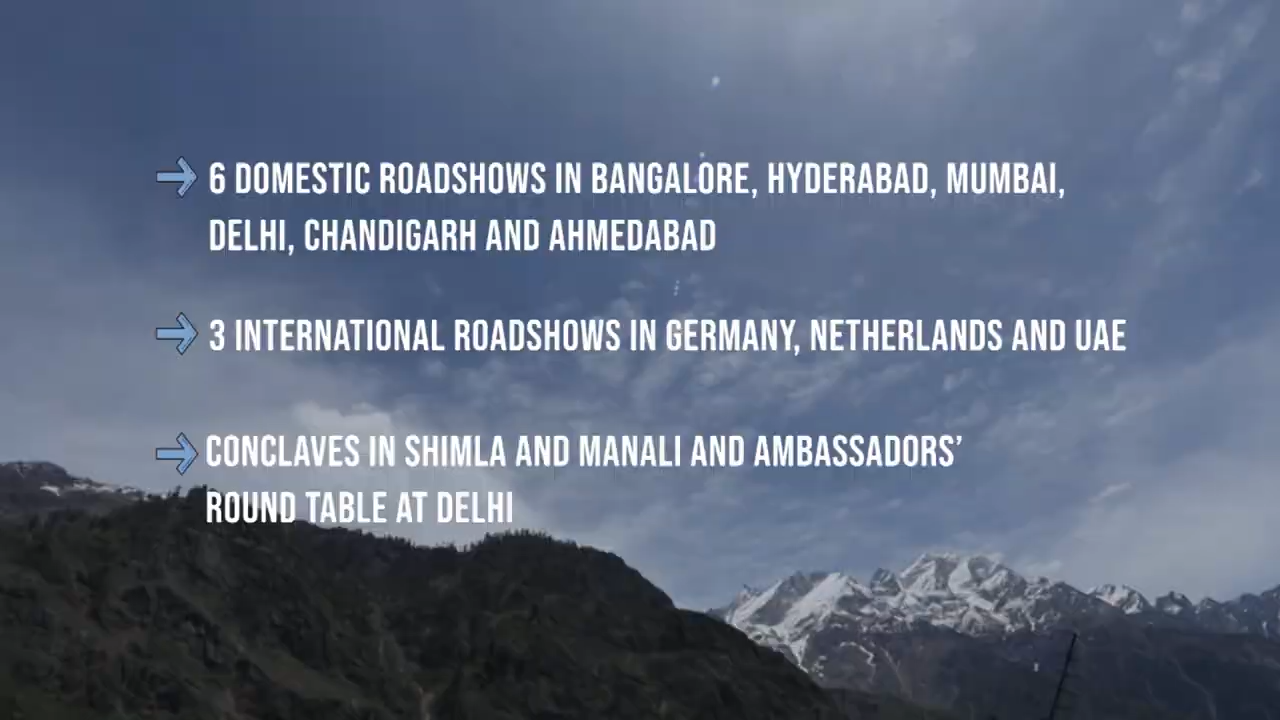 6 DOMESTIC ROADSHOWS IN BANGALORE, HYDERABAD, MUMBAI,
DELHI, CHANDIGARH AND AHMEDABAD
3 INTERNATIONAL ROADSHOWS IN GERMANY, NETHERLANDS AND UAE
CONCLAVES IN SHIMLA AND MANALI AND AMBASSADORS’
ROUND TABLE AT DELHI